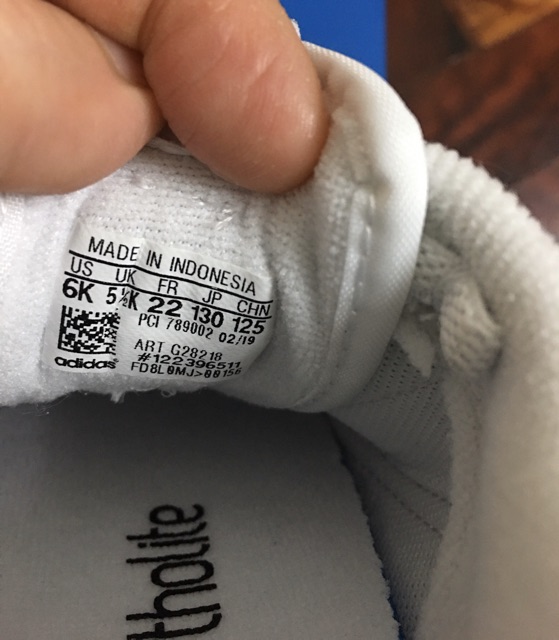 MADE IN INDONESIA
US UK FR JP CHN
6K 5½K 22 130 125
PCI 789002 02/19
ART G28218
#122396511
adidas FD8L0MJ>00156
tholite